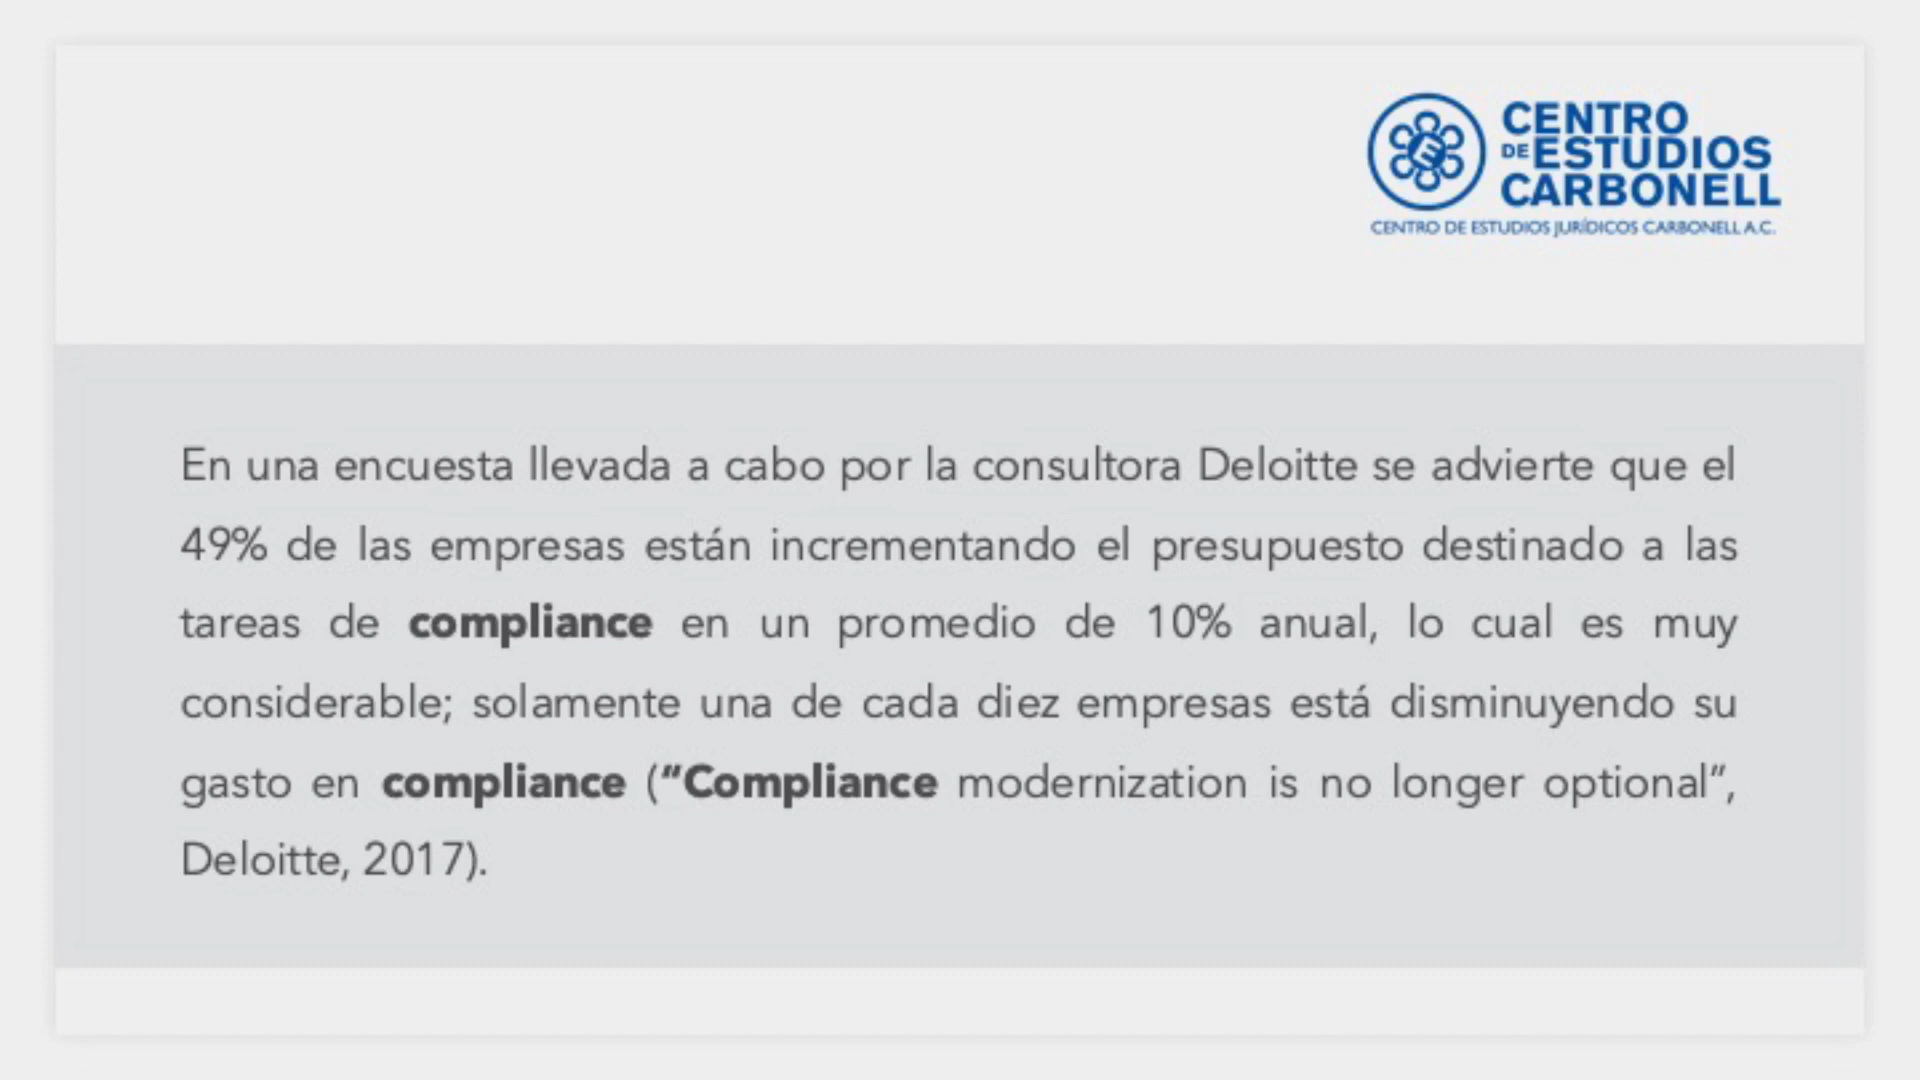 CENTRO
DE ESTUDIOS
CARBONELL
CENTRO DE ESTUDIOS JURÍDICOS CARBONELL A.C.
En una encuesta llevada a cabo por la consultora Deloitte se advierte que el
49% de las empresas están incrementando el presupuesto destinado a las
tareas de compliance en un promedio de 10% anual, lo cual es muy
considerable; solamente una de cada diez empresas está disminuyendo su
gasto en compliance (“Compliance modernization is no longer optional”,
Deloitte, 2017).